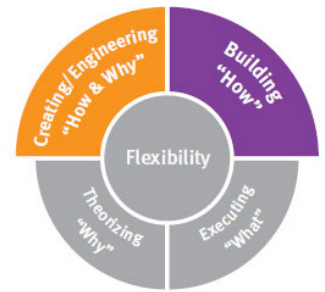 Creating/Engineering
"How & Why"
Building
"How"
Flexibility
Theorizing
"Why"
Executing
"What"